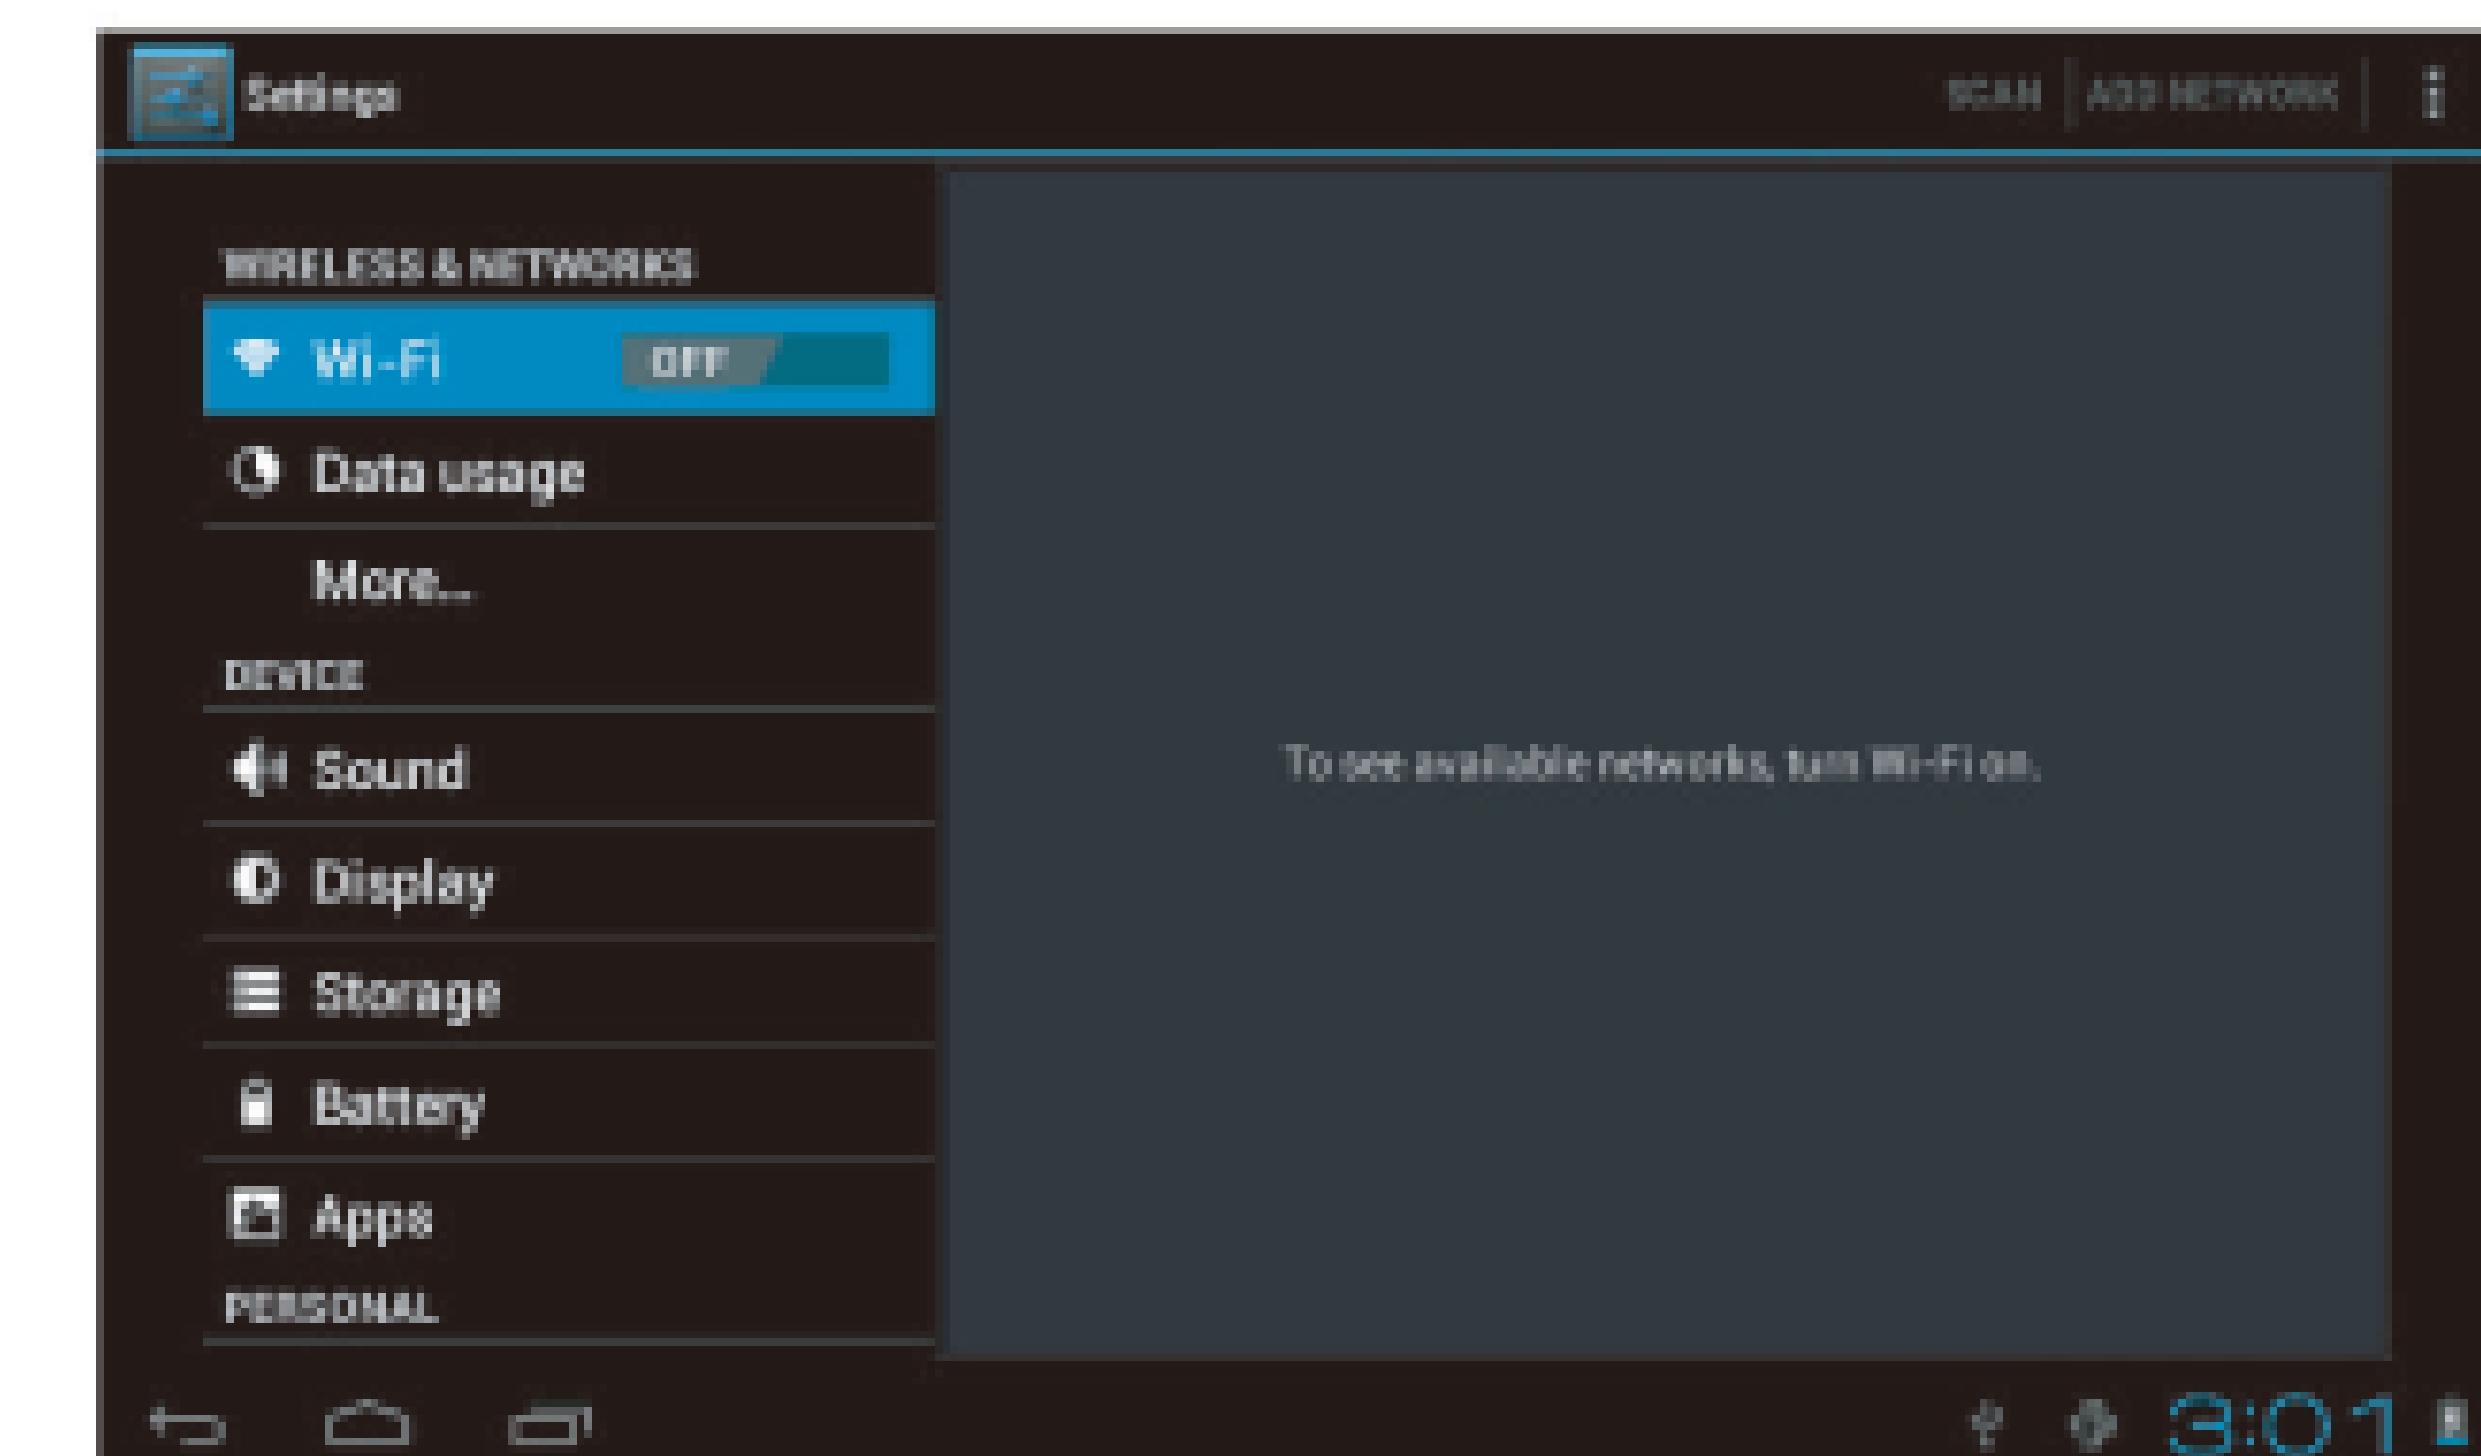 Settings
SCAN
ADD NETWORK
WIRELESS & NETWORKS
Wi-Fi
OFF
Data usage
More...
DEVICE
Sound
Display
Storage
Battery
Apps
PERSONAL
To see available networks, turn Wi-Fi on.
3:01